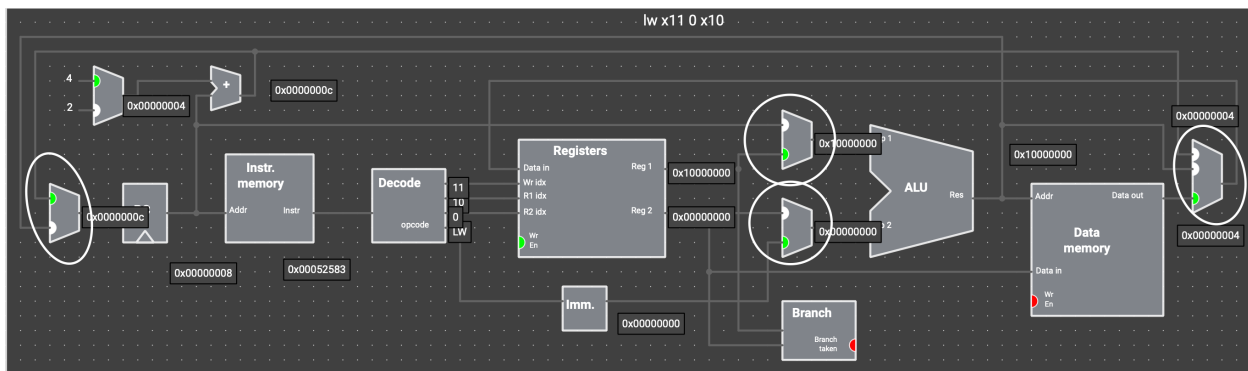 lw x11 0 x10
4
2
0x00000004
+
0x0000000c
0x0000000c
0x00000008
Instr.
memory
Addr
Instr
0x00052583
Decode
opcode
11
10
0
LW
Registers
Data in
Wr idx
R1 idx
R2 idx
Wr
En
Reg 1
Reg 2
0x10000000
0x00000000
Imm.
0x00000000
0x10000000
0x00000000
p 1
p 2
ALU
Res
Branch
Branch
taken
0x10000000
Addr
Data out
Data
memory
Data in
Wr
En
0x00000004
0x00000004